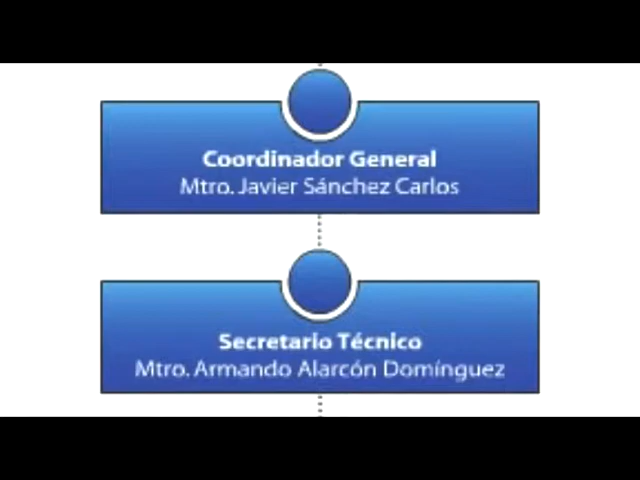 Coordinador General
Mtro. Javier Sánchez Carlos
Secretario Técnico
Mtro. Armando Alarcón Domínguez